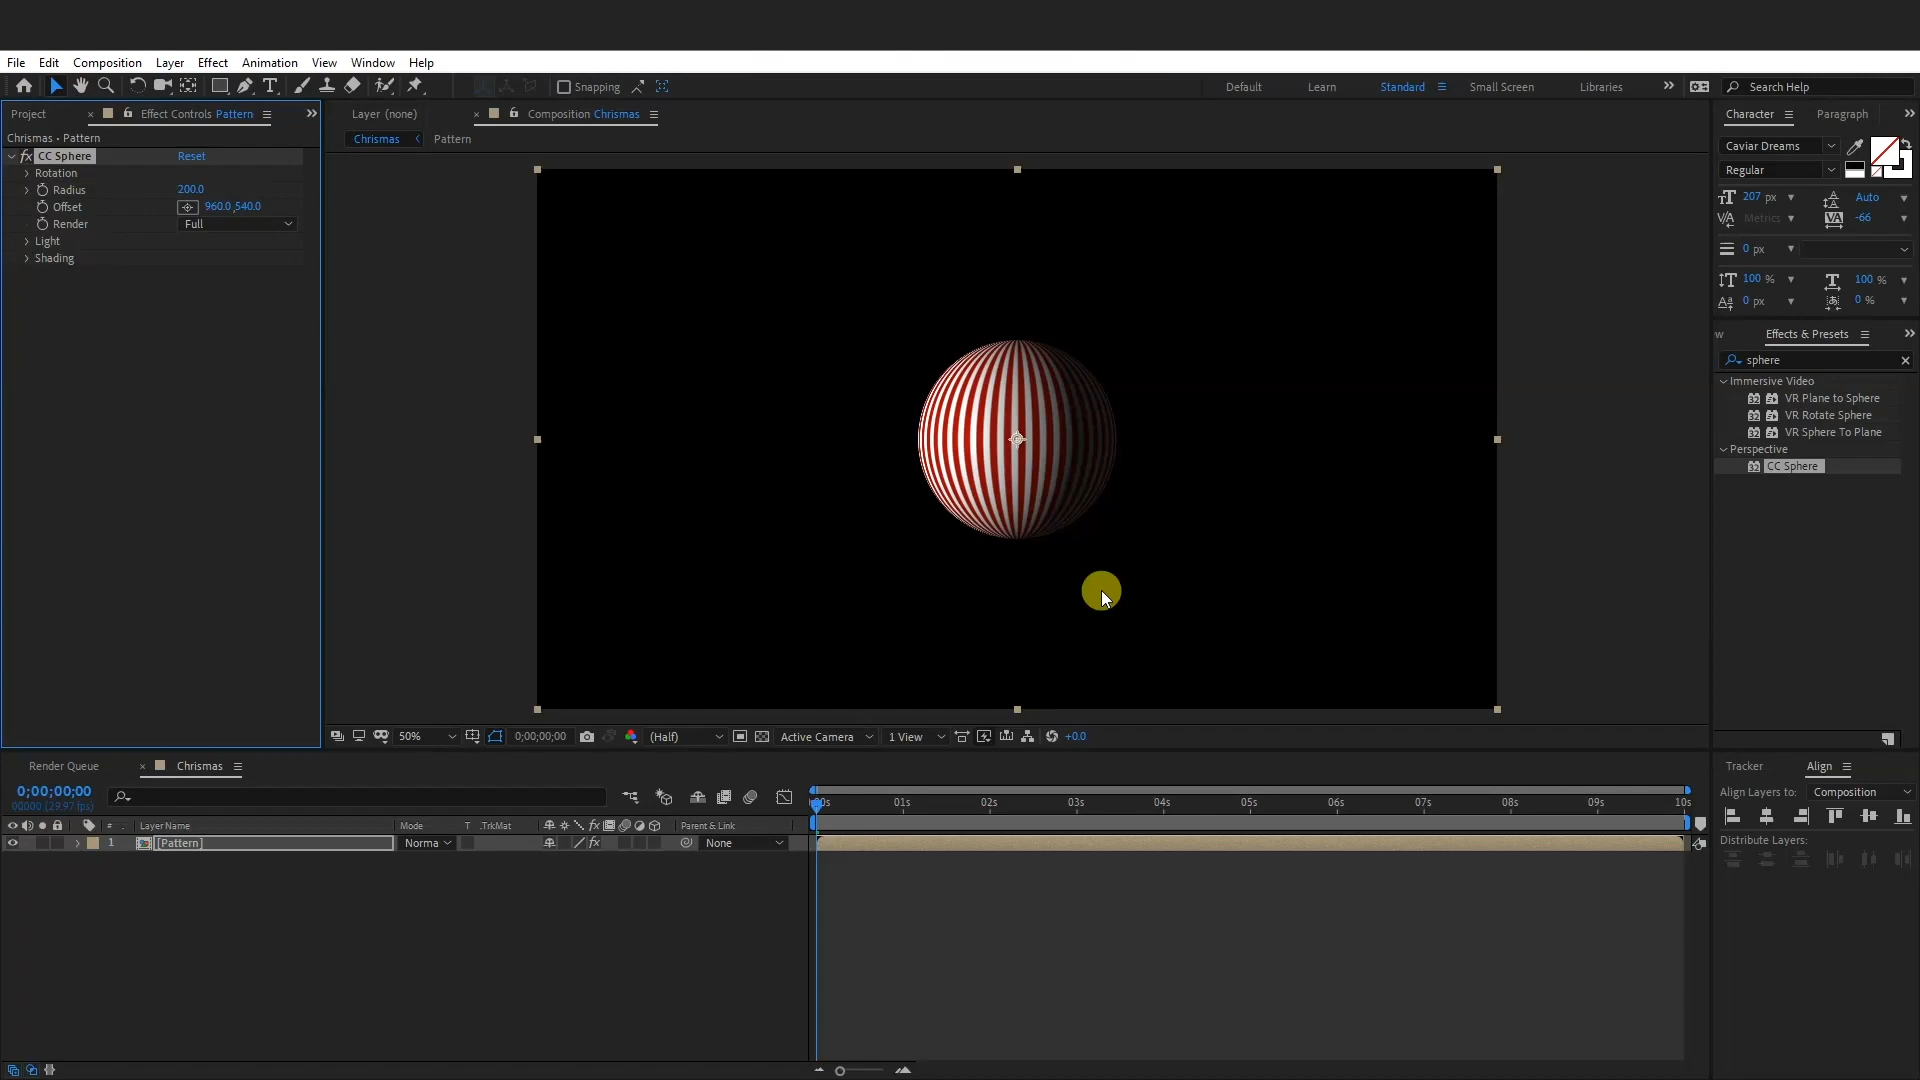 File Edit Composition Layer Effect Animation View Window Help
Snapping Default Learn Standard Small Screen Libraries Search Help
Project Effect Controls Pattern Layer (none) Composition Chrismas Character Paragraph
Chrismas • Pattern Chrismas Pattern
CC Sphere Reset
Rotation
Radius 200.0
Offset 960.0,540.0
Render Full
Light
Shading
Caviar Dreams
Regular
207 px Auto
Metrics -66
0 px
100 % 100 %
0 px 0 %
Effects & Presets
sphere
Immersive Video
VR Plane to Sphere
VR Rotate Sphere
VR Sphere To Plane
Perspective
CC Sphere
50% 0;00;00;00 (Half) Active Camera 1 View +0.0
Render Queue Chrismas
0;00;00;00
00000 (29.97 fps)
01s 02s 03s 04s 05s 06s 07s 08s 09s 10s
# Layer Name Mode T .TrkMat Parent & Link
1 [Pattern] Norma None
Tracker Align
Align Layers to: Composition
Distribute Layers: